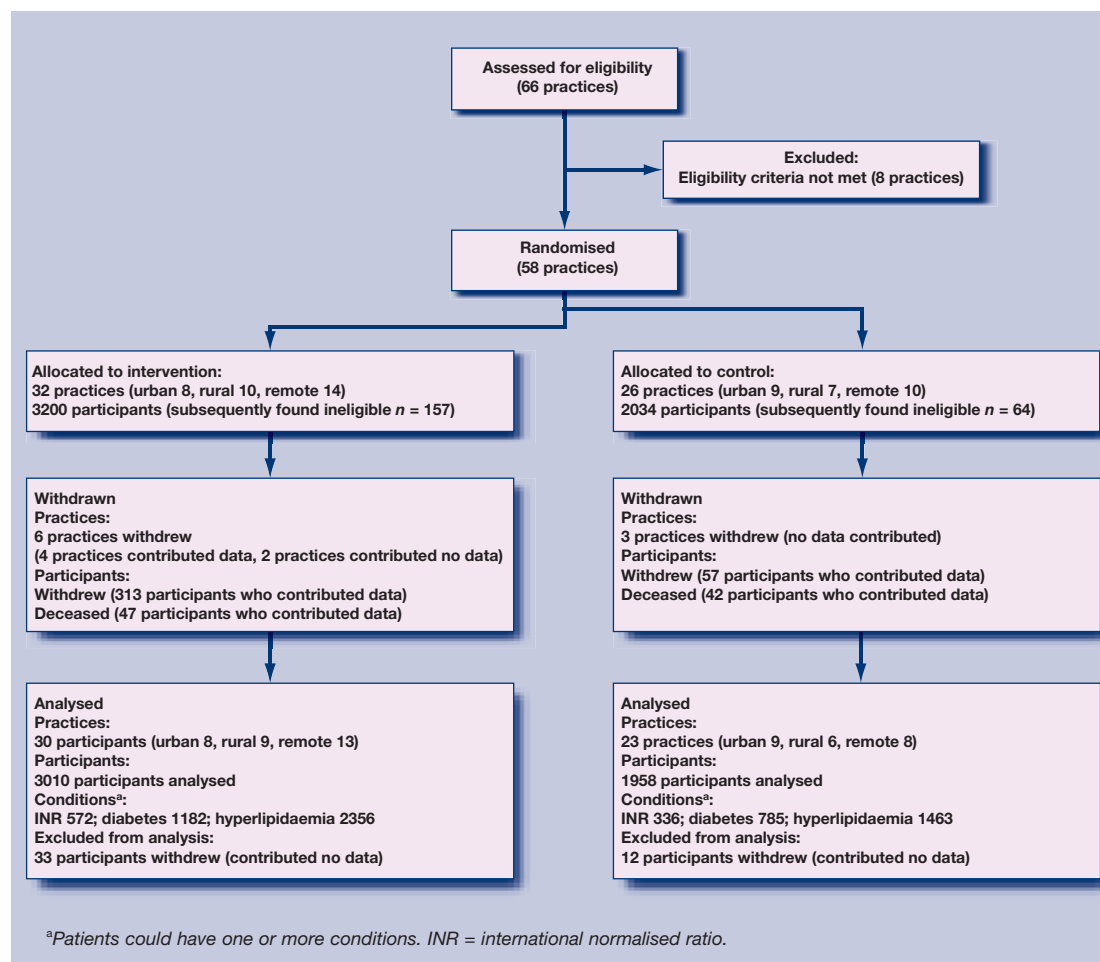 Assessed for eligibility
(66 practices)
Excluded:
Eligibility criteria not met (8 practices)
Randomised
(58 practices)
Allocated to intervention:
32 practices (urban 8, rural 10, remote 14)
3200 participants (subsequently found ineligible n = 157)
Allocated to control:
26 practices (urban 9, rural 7, remote 10)
2034 participants (subsequently found ineligible n = 64)
Withdrawn
Practices:
6 practices withdrew
(4 practices contributed data, 2 practices contributed no data)
Participants:
Withdrew (313 participants who contributed data)
Deceased (47 participants who contributed data)
Withdrawn
Practices:
3 practices withdrew (no data contributed)
Participants:
Withdrew (57 participants who contributed data)
Deceased (42 participants who contributed data)
Analysed
Practices:
30 participants (urban 8, rural 9, remote 13)
Participants:
3010 participants analysed
Conditionsᵃ:
INR 572; diabetes 1182; hyperlipidaemia 2356
Excluded from analysis:
33 participants withdrew (contributed no data)
Analysed
Practices:
23 practices (urban 9, rural 6, remote 8)
Participants:
1958 participants analysed
Conditionsᵃ:
INR 336; diabetes 785; hyperlipidaemia 1463
Excluded from analysis:
12 participants withdrew (contributed no data)
ᵃPatients could have one or more conditions. INR = international normalised ratio.